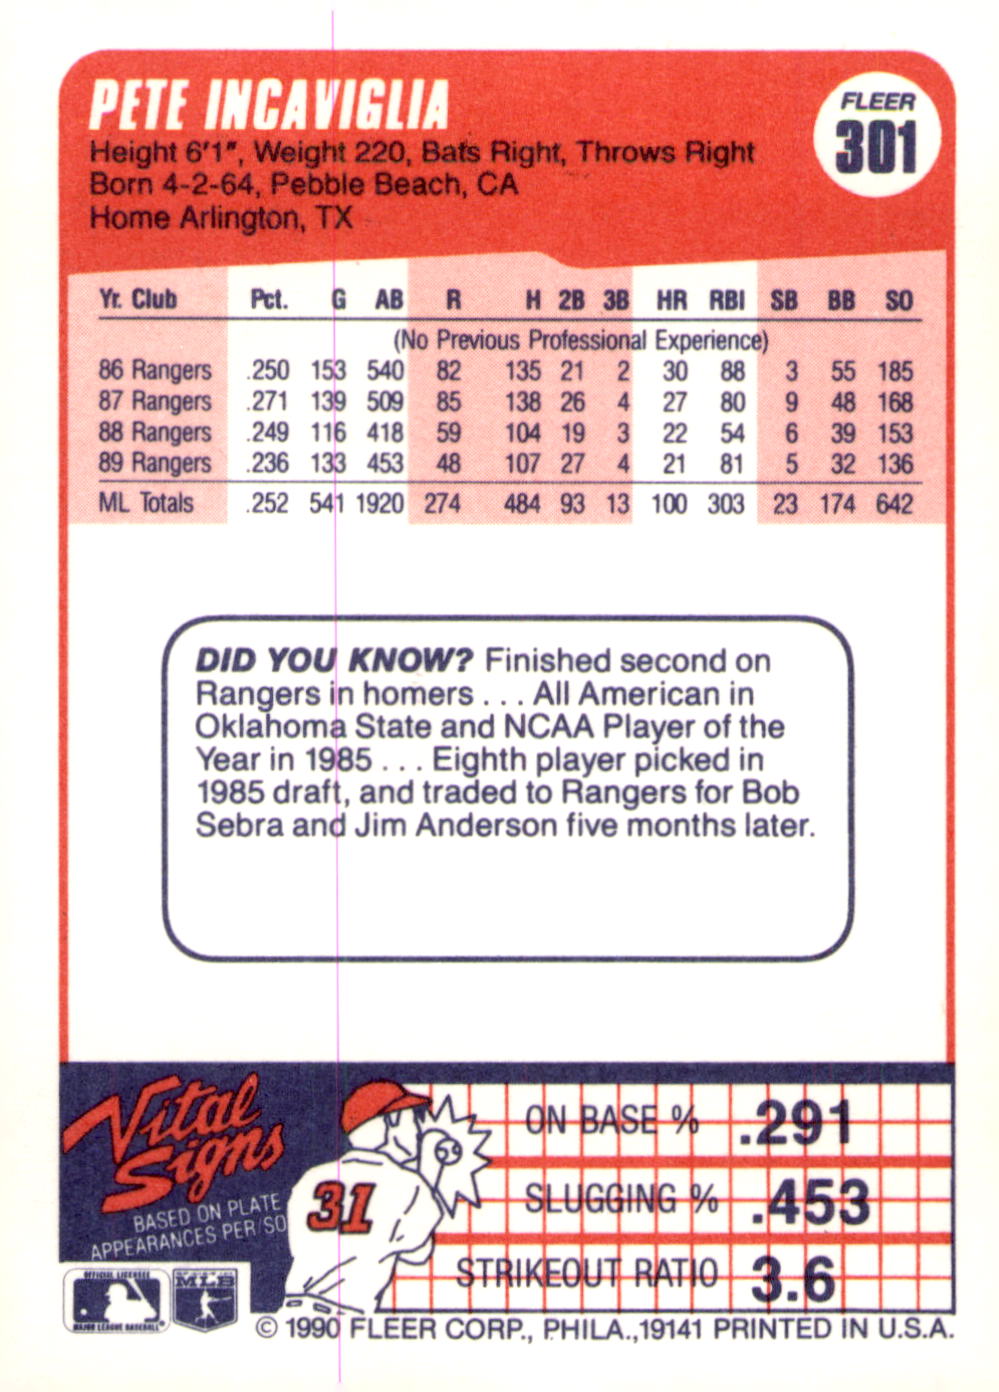 PETE INCAVIGLIA
FLEER
301
Height 6'1", Weight 220, Bats Right, Throws Right
Born 4-2-64, Pebble Beach, CA
Home Arlington, TX
Yr. Club Pct. G AB R H 2B 3B HR RBI SB BB SO
(No Previous Professional Experience)
86 Rangers .250 153 540 82 135 21 2 30 88 3 55 185
87 Rangers .271 139 509 85 138 26 4 27 80 9 48 168
88 Rangers .249 116 418 59 104 19 3 22 54 6 39 153
89 Rangers .236 133 453 48 107 27 4 21 81 5 32 136
ML Totals .252 541 1920 274 484 93 13 100 303 23 174 642
DID YOU KNOW? Finished second on
Rangers in homers . . . All American in
Oklahoma State and NCAA Player of the
Year in 1985 . . . Eighth player picked in
1985 draft, and traded to Rangers for Bob
Sebra and Jim Anderson five months later.
Vital
Signs
BASED ON PLATE
APPEARANCES PER/SO
31
ON BASE % .291
SLUGGING % .453
STRIKEOUT RATIO 3.6
OFFICIAL LICENSEE
MAJOR LEAGUE BASEBALL
MLB
© 1990 FLEER CORP., PHILA.,19141 PRINTED IN U.S.A.